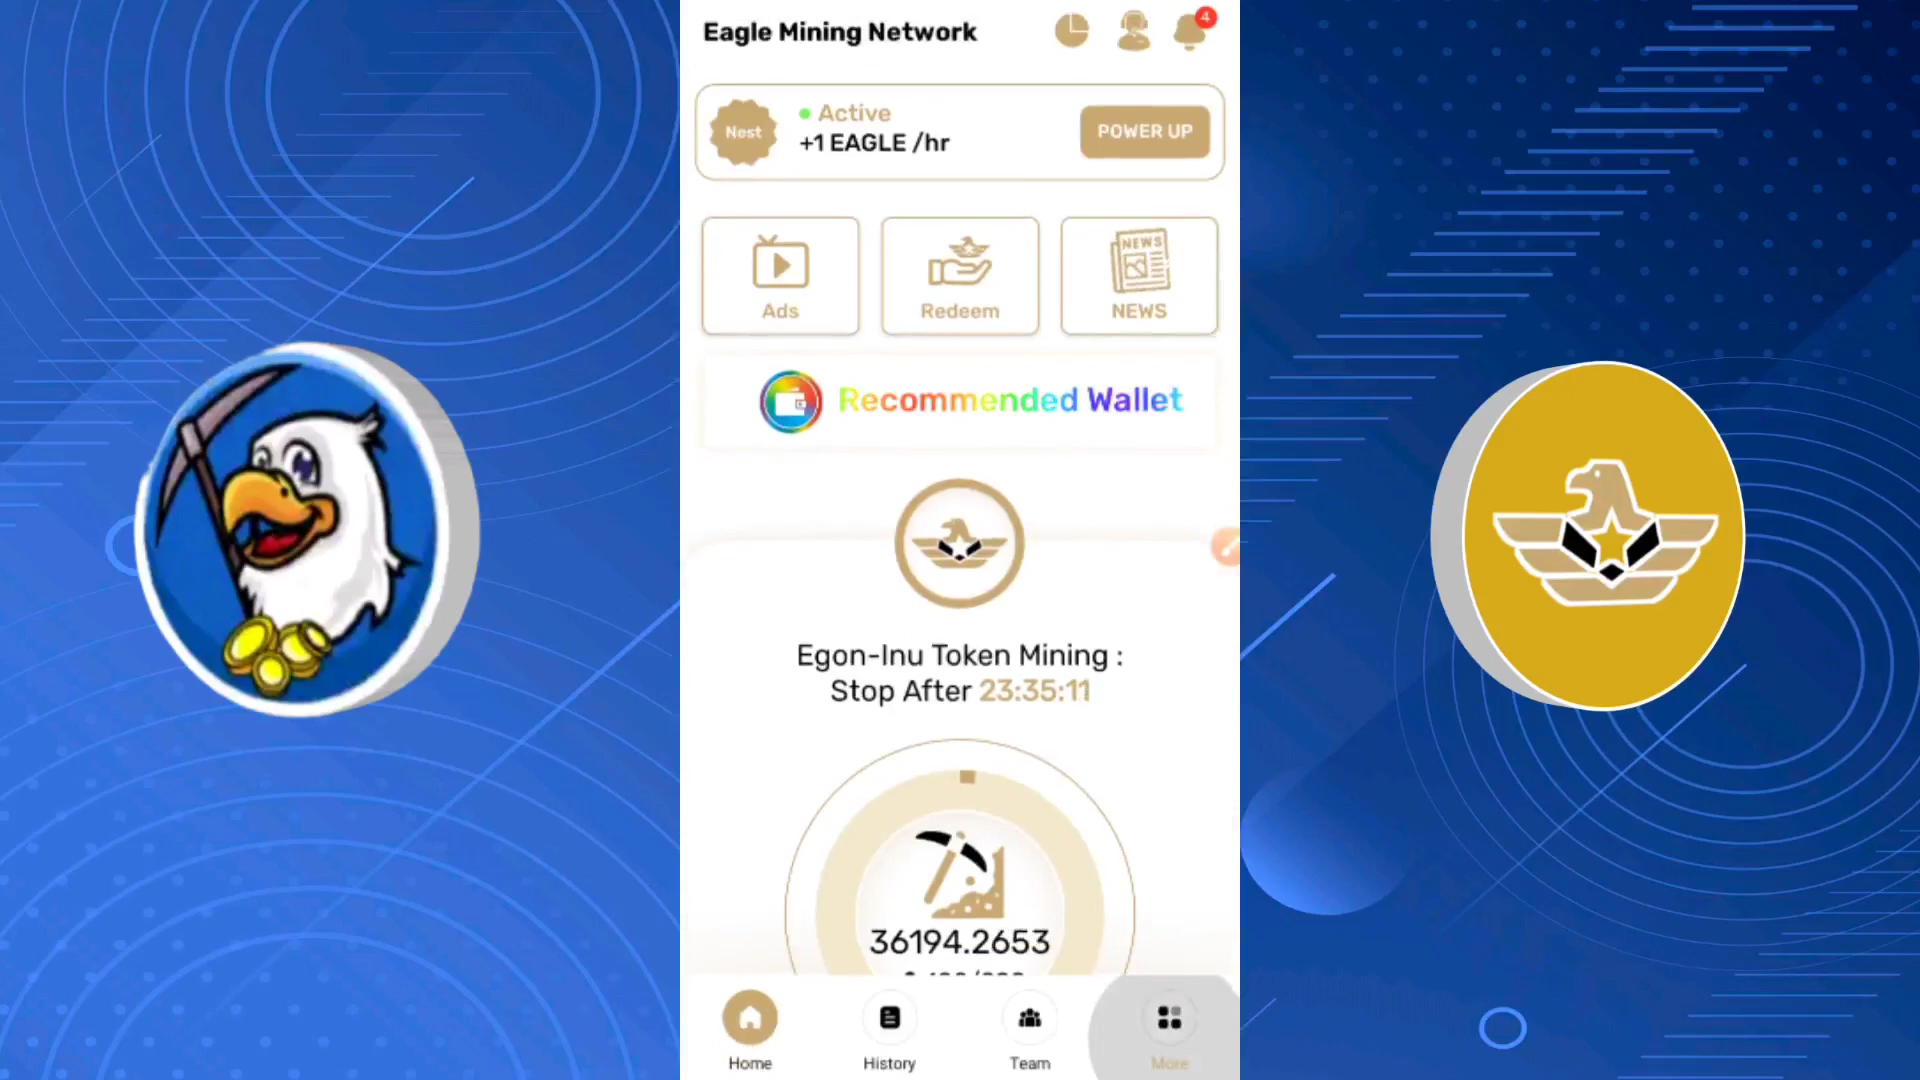 Eagle Mining Network
4
Nest
Active
+1 EAGLE /hr
POWER UP
NEWS
Ads
Redeem
NEWS
Recommended Wallet
Egon-Inu Token Mining :
Stop After 23:35:11
36194.2653
Home
History
Team
More